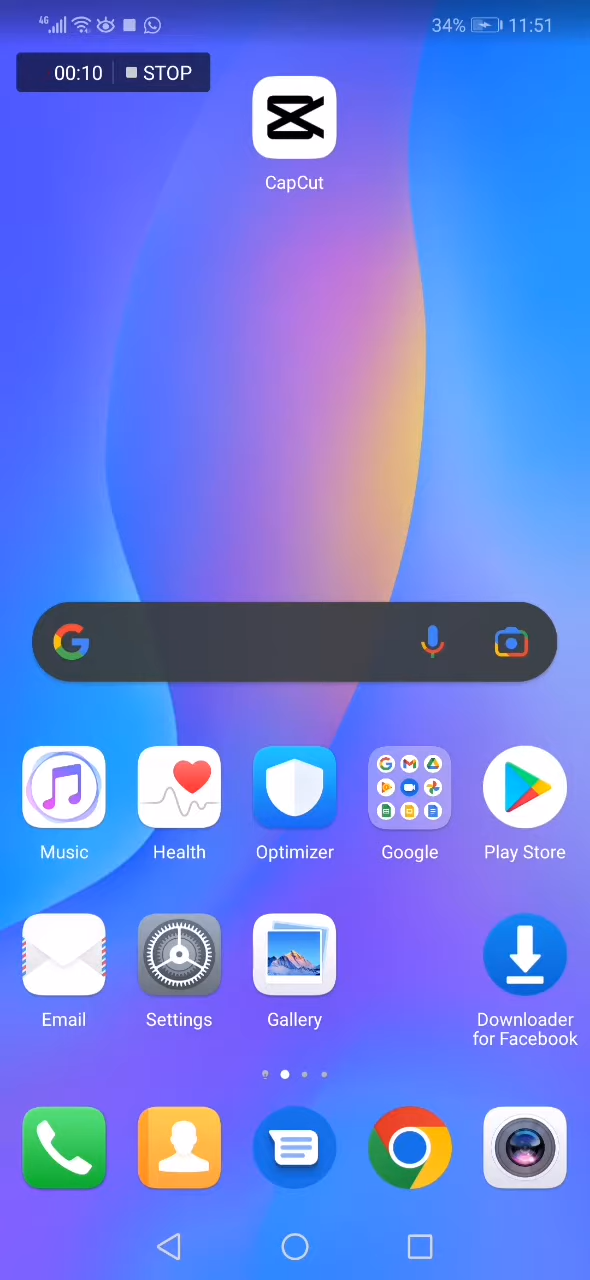 4G 34% 11:51
00:10 STOP
CapCut
Music Health Optimizer Google Play Store
Email Settings Gallery Downloader
for Facebook